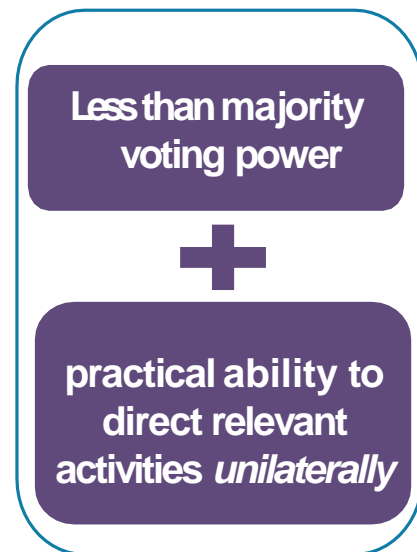 Less than majority
voting power
practical ability to
direct relevant
activities unilaterally